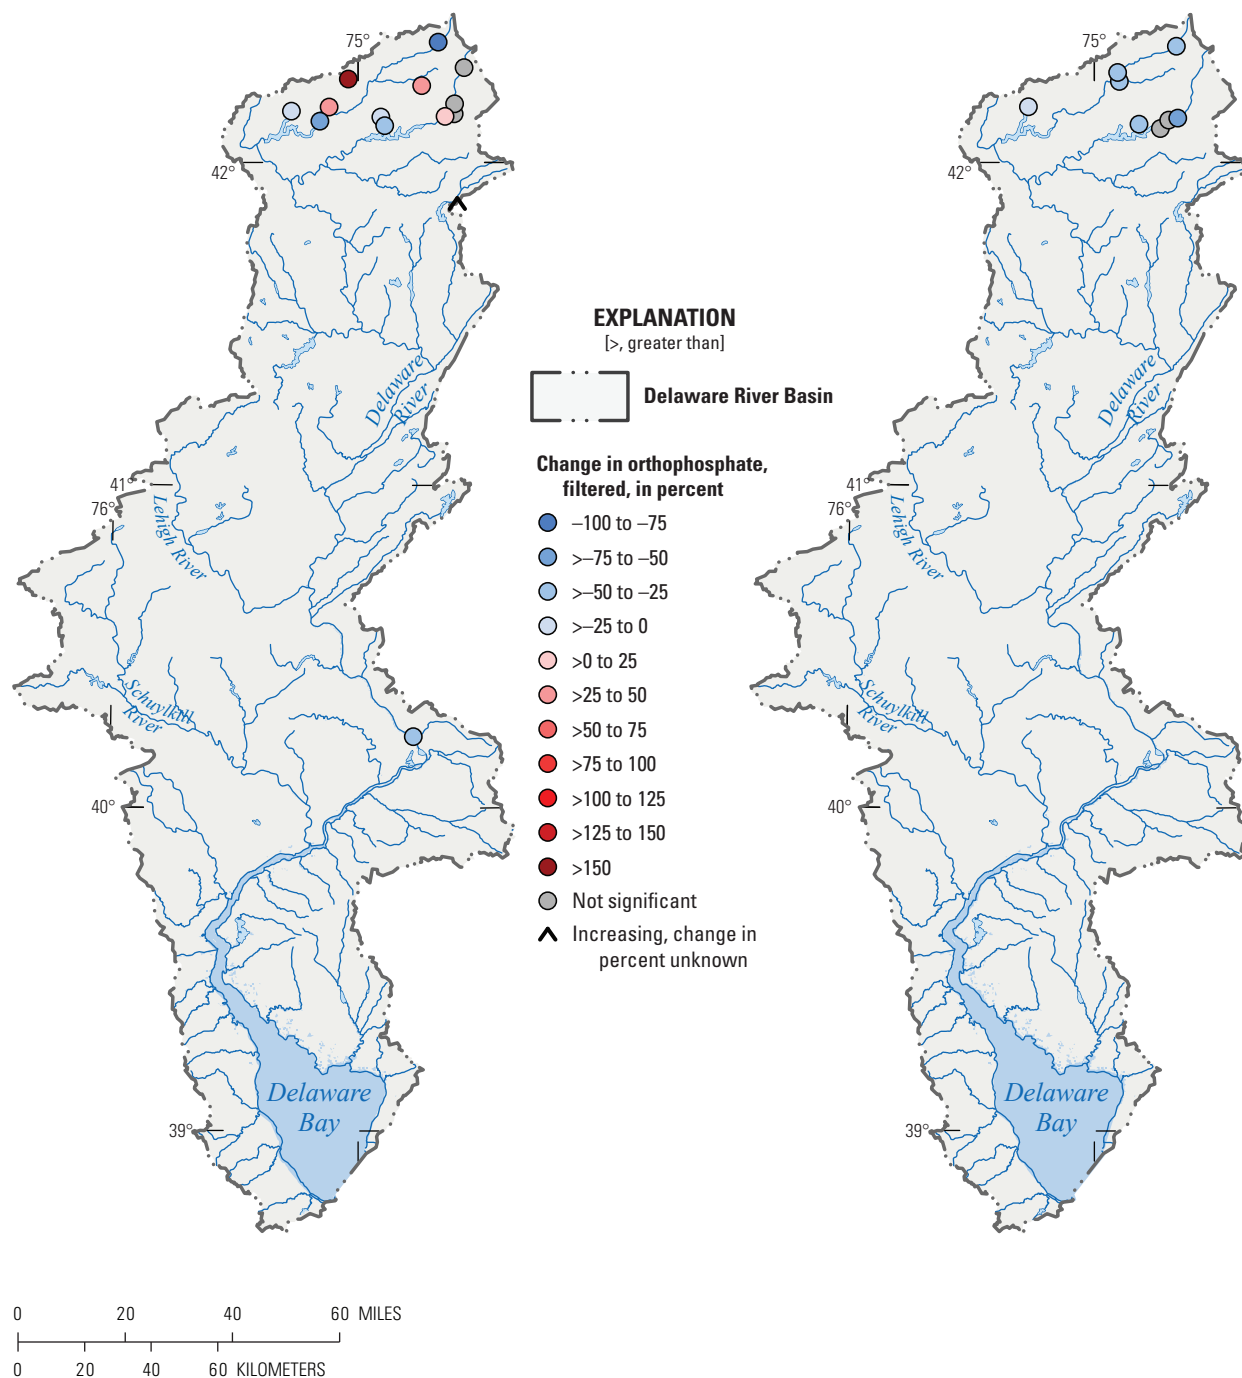 75°
42°
Delaware
River
41°
76°
Lehigh River
Schuylkill
River
40°
Delaware
Bay
39°
EXPLANATION
[>, greater than]
Delaware River Basin
Change in orthophosphate,
filtered, in percent
–100 to –75
>–75 to –50
>–50 to –25
>–25 to 0
>0 to 25
>25 to 50
>50 to 75
>75 to 100
>100 to 125
>125 to 150
>150
Not significant
Increasing, change in
percent unknown
75°
42°
Delaware
River
41°
76°
Lehigh River
Schuylkill
River
40°
Delaware
Bay
39°
0 20 40 60 MILES
0 20 40 60 KILOMETERS